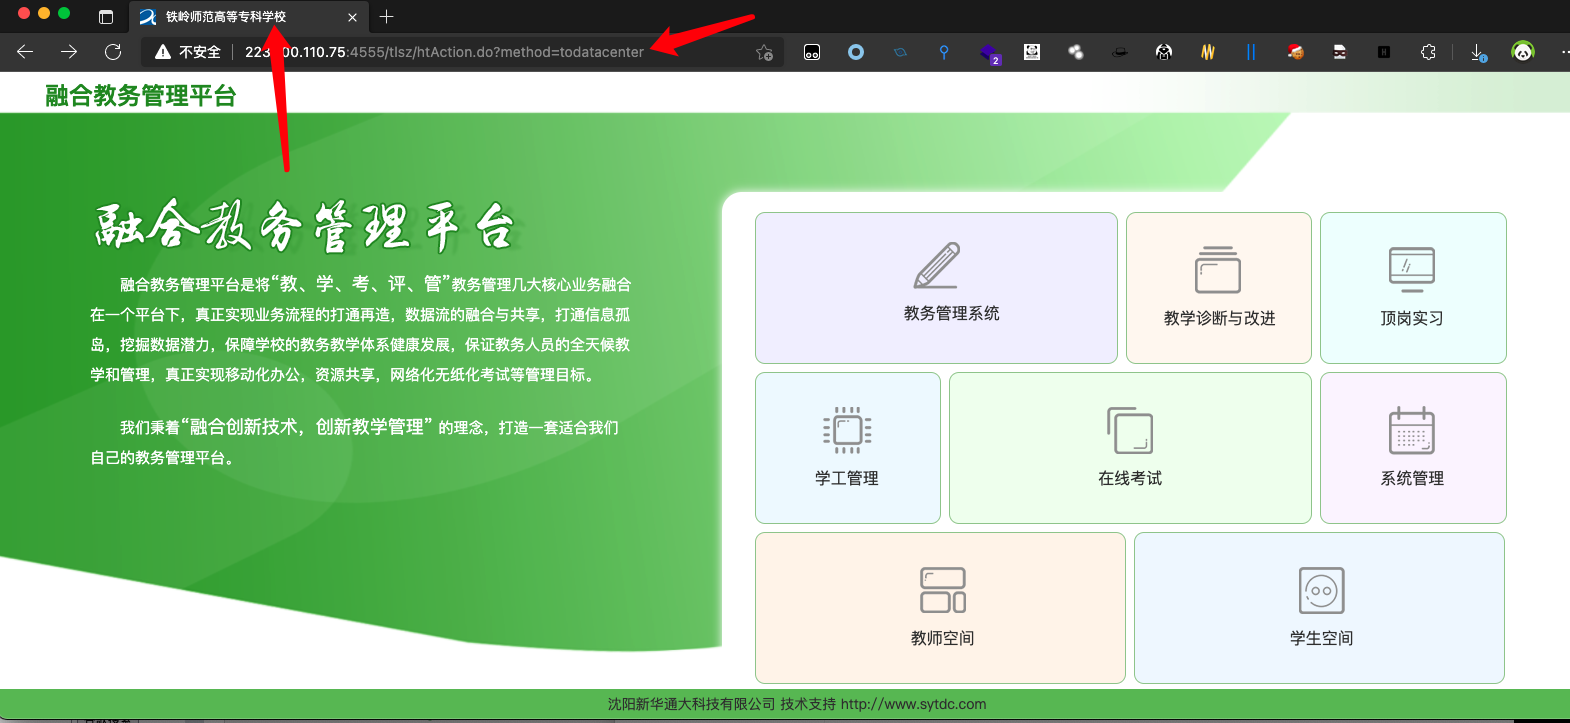 铁岭师范高等专科学校
不安全
00.110.75:4555/tlsz/htAction.do?method=todatacenter
2
融合教务管理平台
融合教务管理平台
融合教务管理平台是将“教、学、考、评、管”教务管理几大核心业务融合
在一个平台下，真正实现业务流程的打通再造，数据流的融合与共享，打通信息孤
岛，挖掘数据潜力，保障学校的教务教学体系健康发展，保证教务人员的全天候教
学和管理，真正实现移动化办公，资源共享，网络化无纸化考试等管理目标。
我们秉着“融合创新技术，创新教学管理”的理念，打造一套适合我们
自己的教务管理平台。
教务管理系统
教学诊断与改进
顶岗实习
学工管理
在线考试
系统管理
教师空间
学生空间
沈阳新华通大科技有限公司 技术支持 http://www.sytdc.com